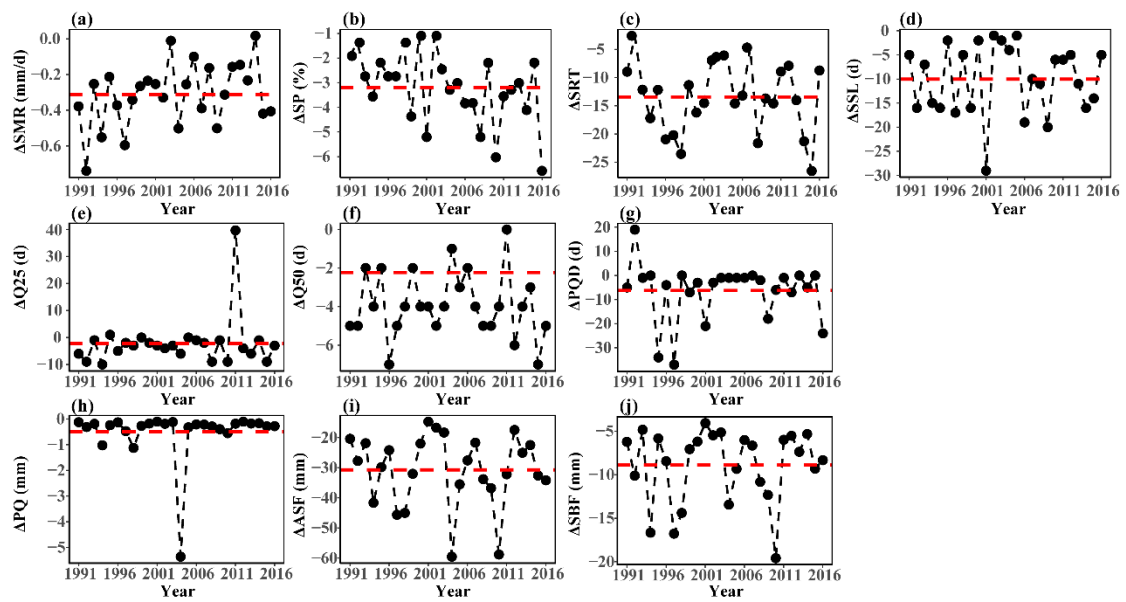 (a) (b) (c) (d)
ΔSMR (mm/d)
0.0
−0.2
−0.4
−0.6
1991 1996 2001 2006 2011 2016
Year
ΔSP (%)
−1
−2
−3
−4
−5
−6
1991 1996 2001 2006 2011 2016
Year
ΔSRT
−5
−10
−15
−20
−25
1991 1996 2001 2006 2011 2016
Year
ΔSSL (d)
0
−5
−10
−15
−20
−25
−30
1991 1996 2002 2006 2011 2016
Year
(e) (f) (g)
ΔQ25 (d)
40
30
20
10
0
−10
1991 1996 2001 2006 2011 2016
Year
ΔQ50 (d)
0
−2
−4
−6
1991 1996 2001 2006 2011 2016
Year
ΔPQD (d)
20
10
0
−10
−20
−30
1991 1996 2001 2006 2011 2016
Year
(h) (i) (j)
ΔPQ (mm)
0
−1
−2
−3
−4
−5
1991 1996 2001 2006 2011 2016
Year
ΔASF (mm)
−20
−30
−40
−50
−60
1991 1996 2001 2006 2011 2016
Year
ΔSBF (mm)
−5
−10
−15
−20
1991 1996 2001 2006 2011 2016
Year